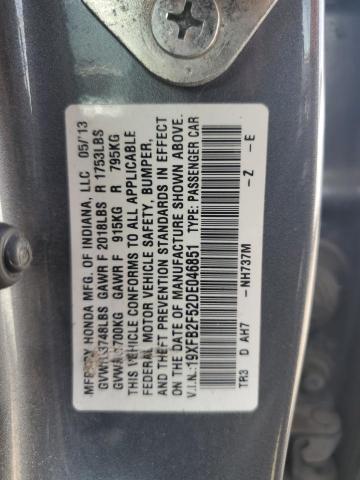 MFD. BY HONDA MFG. OF INDIANA, LLC 05/13
GVWR 3748LBS GAWR F 2018LBS R 1753LBS
GVWR 1700KG GAWR F 915KG R 795KG
THIS VEHICLE CONFORMS TO ALL APPLICABLE
FEDERAL MOTOR VEHICLE SAFETY, BUMPER,
AND THEFT PREVENTION STANDARDS IN EFFECT
ON THE DATE OF MANUFACTURE SHOWN ABOVE.
V.I.N.:19XFB2F52DE046851 TYPE: PASSENGER CAR
TR3 D AH7 -NH737M -Z -E